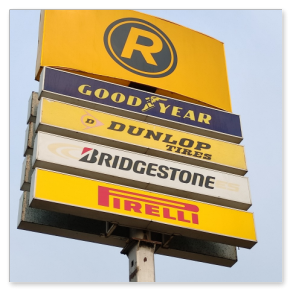 R
GOODYEAR
D DUNLOP
TIRES
BRIDGESTONE
PIRELLI